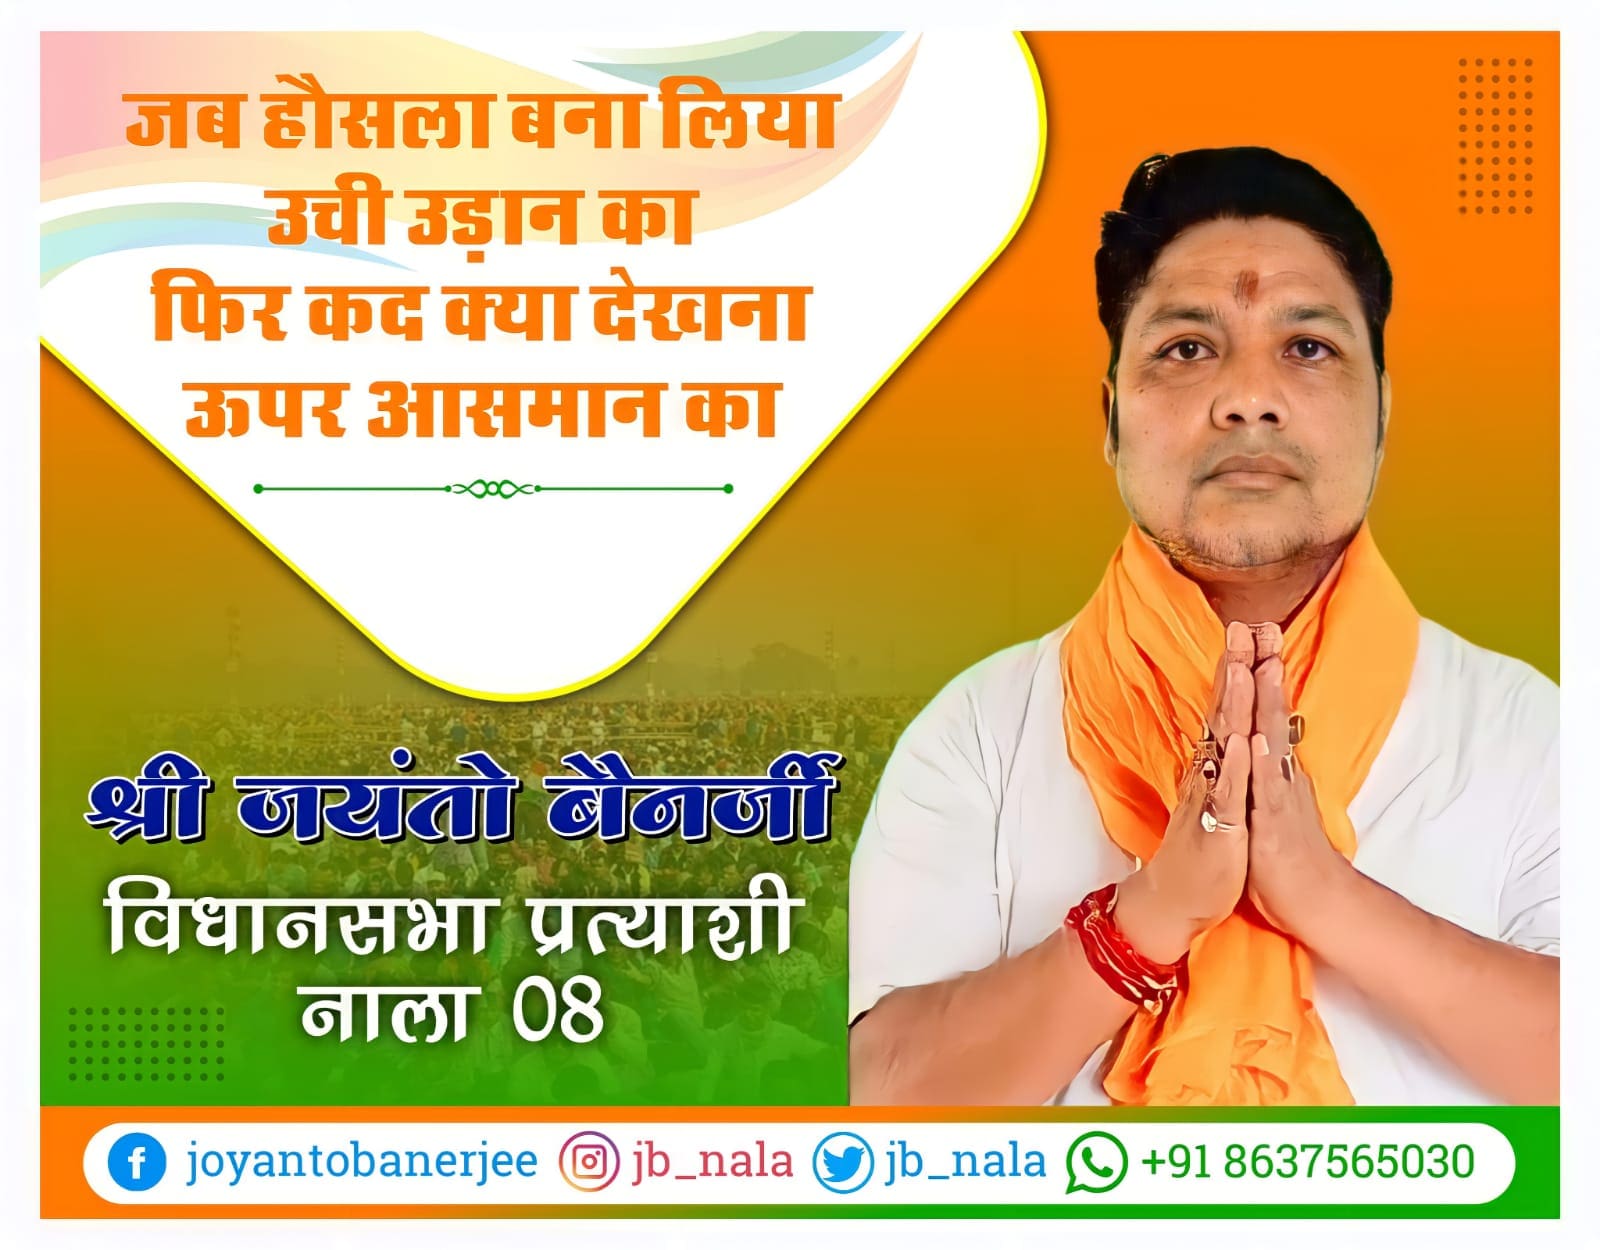 जब हौसला बना लिया
उची उड़ान का
फिर कद क्या देखना
ऊपर आसमान का
श्री जयंतो बैनर्जी
विधानसभा प्रत्याशी
नाला 08
joyantobanerjee jb_nala jb_nala +91 8637565030